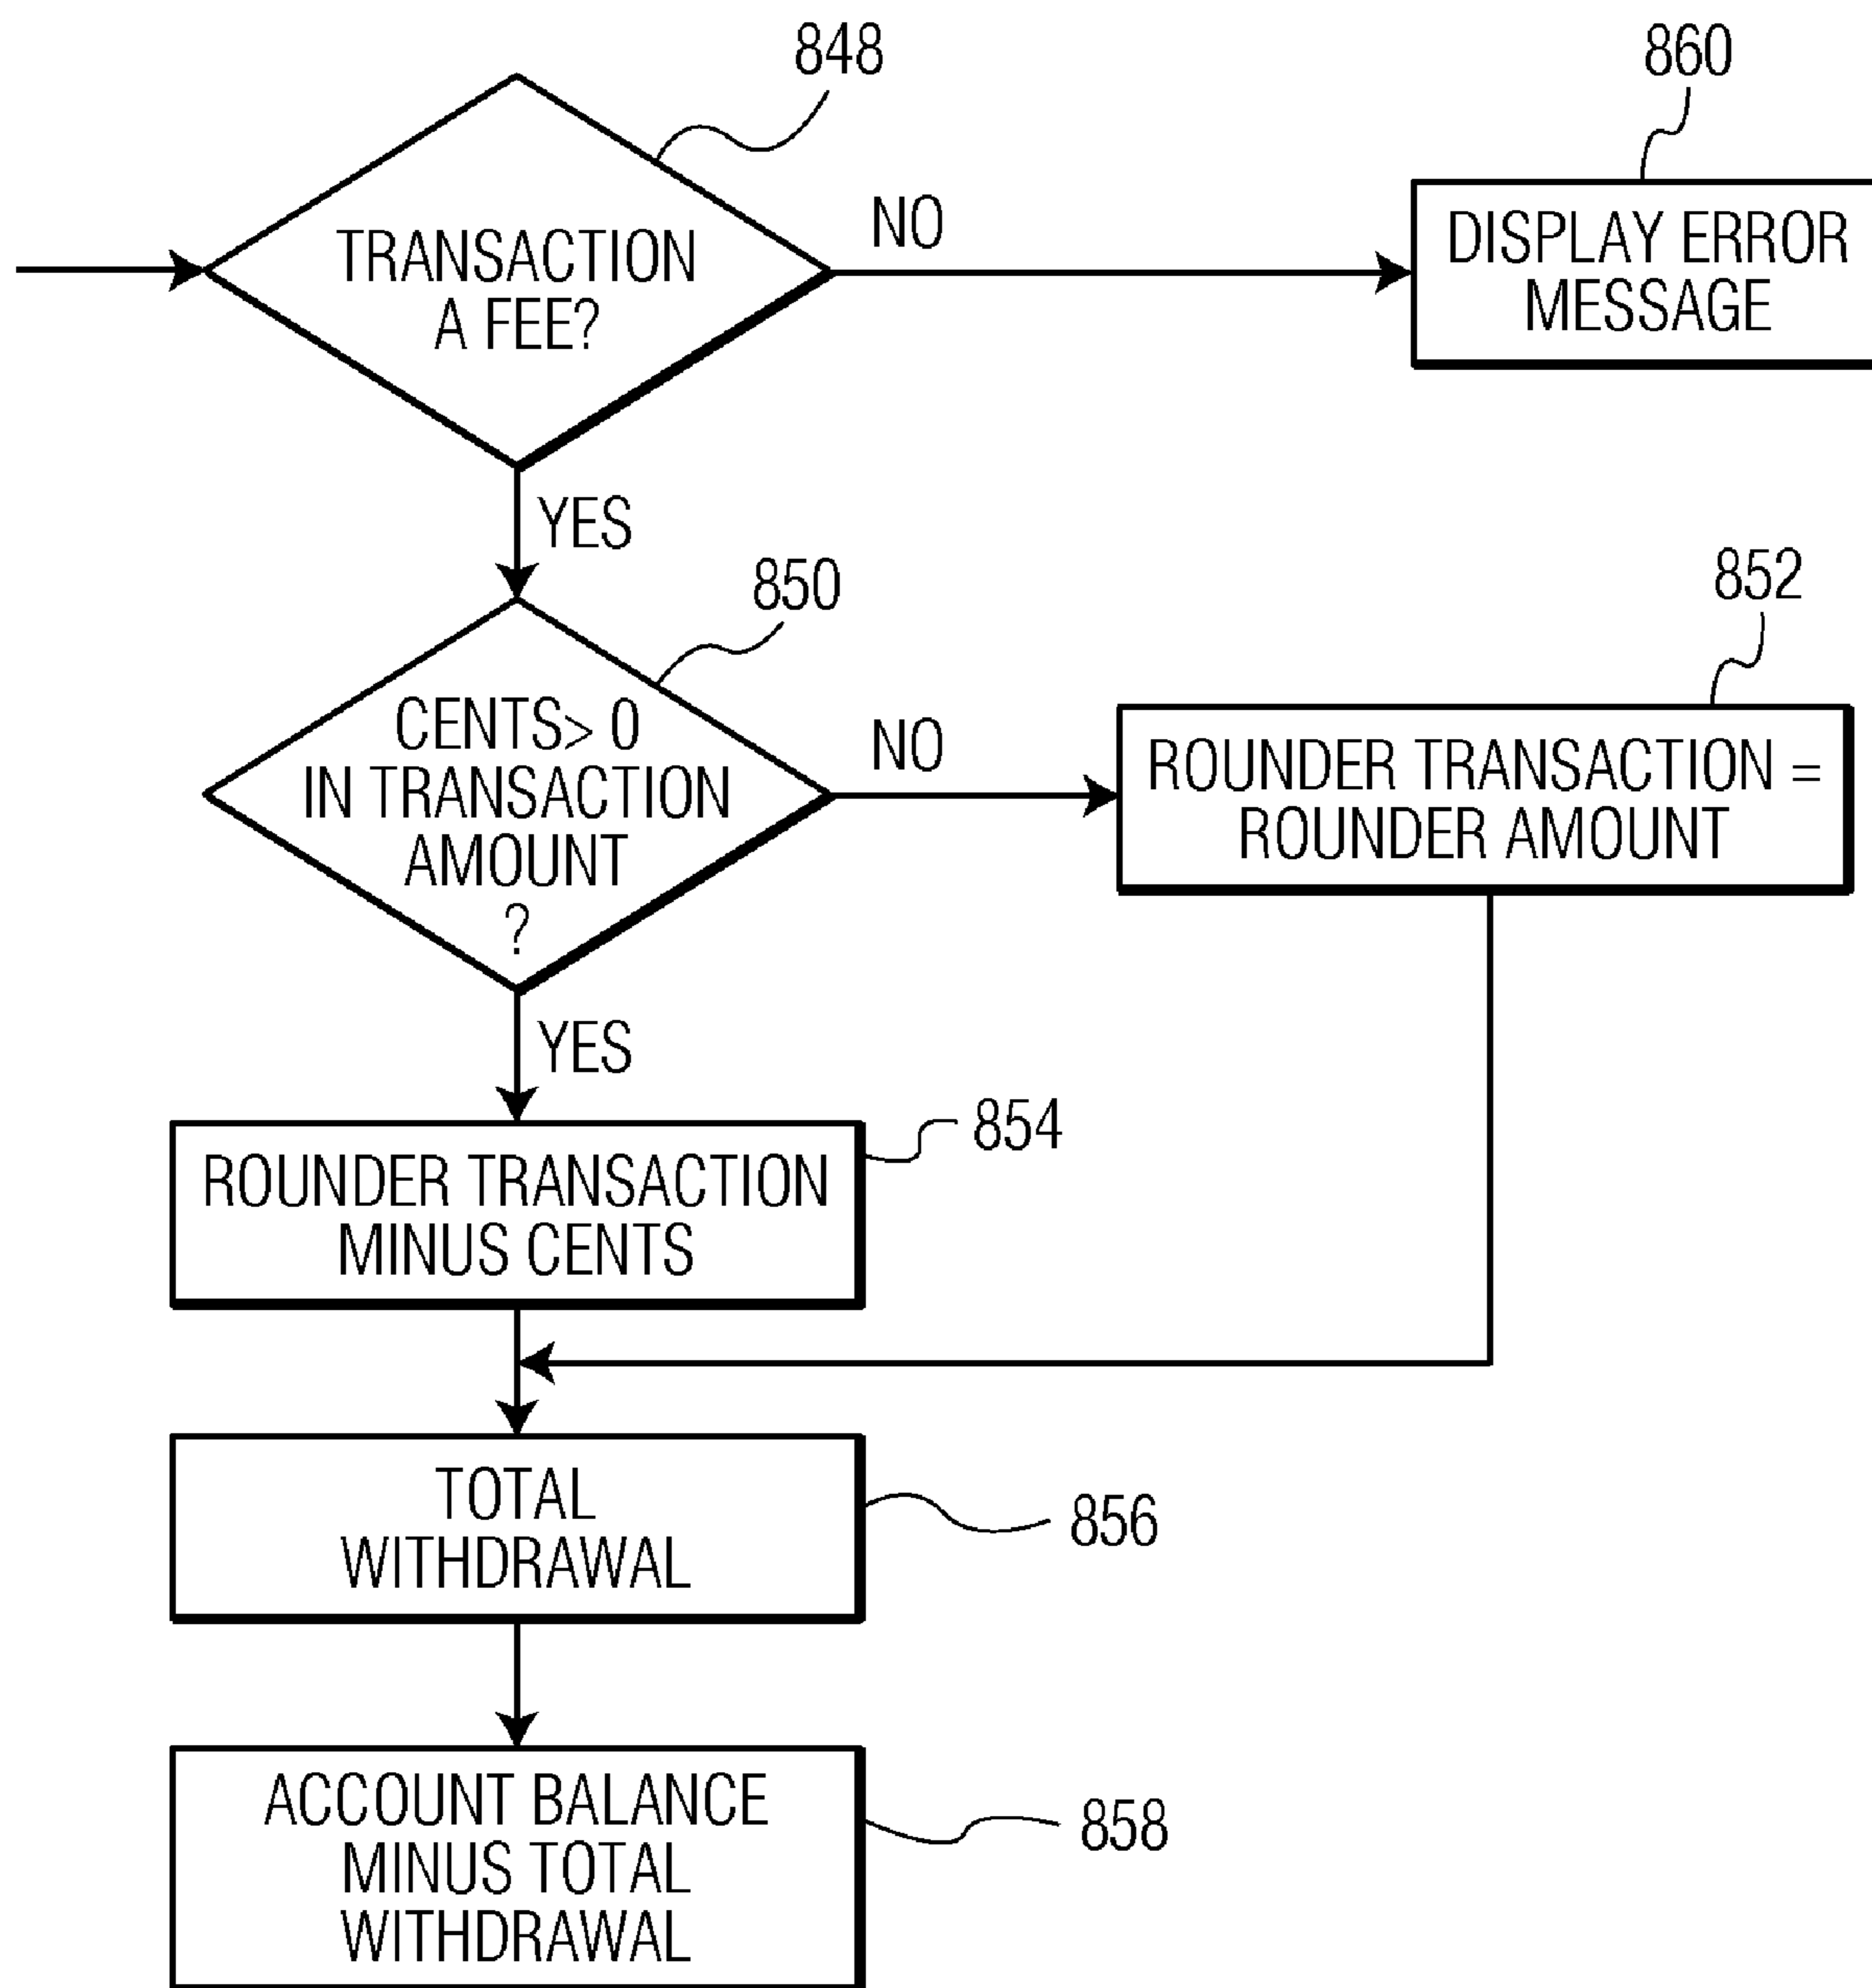 848
860
TRANSACTION
A FEE?
NO
DISPLAY ERROR
MESSAGE
YES
850
852
CENTS> 0
IN TRANSACTION
AMOUNT
?
NO
ROUNDER TRANSACTION =
ROUNDER AMOUNT
YES
854
ROUNDER TRANSACTION
MINUS CENTS
TOTAL
WITHDRAWAL
856
ACCOUNT BALANCE
MINUS TOTAL
WITHDRAWAL
858